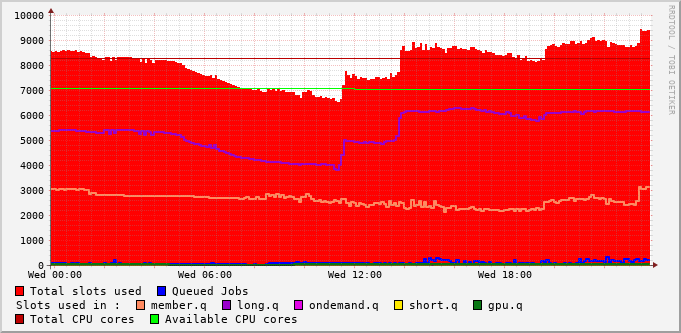 10000
9000
8000
7000
6000
5000
4000
3000
2000
1000
0
Wed 00:00 Wed 06:00 Wed 12:00 Wed 18:00
Total slots used Queued Jobs
Slots used in : member.q long.q ondemand.q short.q gpu.q
Total CPU cores Available CPU cores
RRDTOOL / TOBI OETIKER